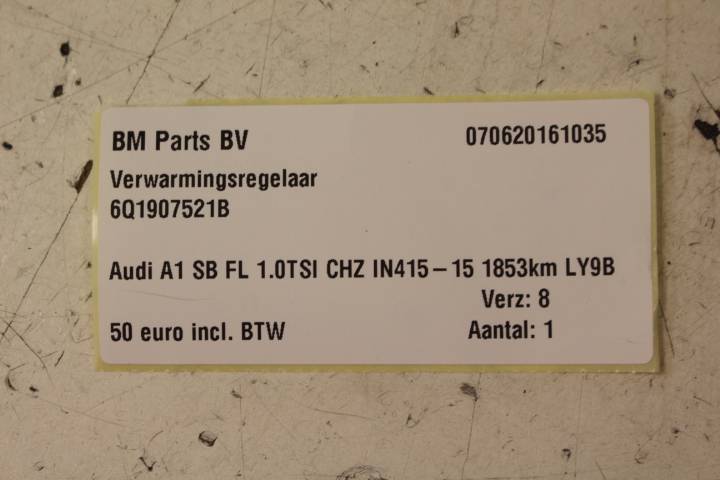 BM Parts BV 070620161035
Verwarmingsregelaar
6Q1907521B
Audi A1 SB FL 1.0TSI CHZ IN415-15 1853km LY9B
Verz: 8
50 euro incl. BTW Aantal: 1